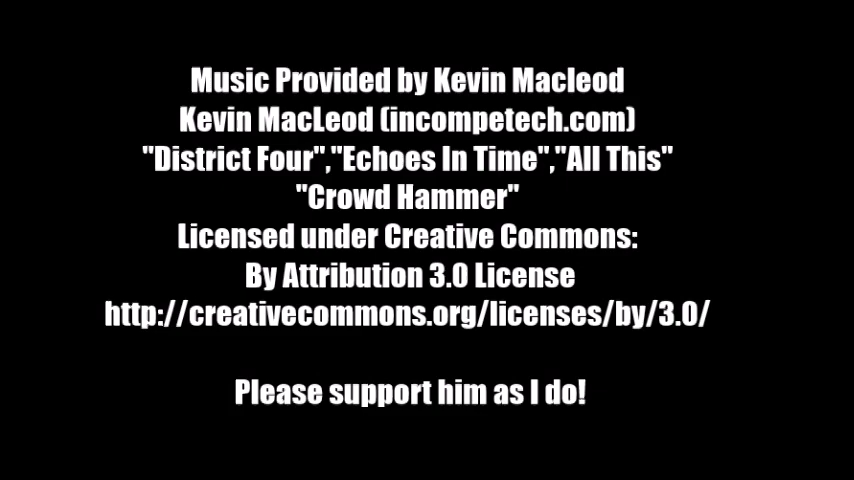 Music Provided by Kevin Macleod
Kevin MacLeod (incompetech.com)
"District Four","Echoes In Time","All This"
"Crowd Hammer"
Licensed under Creative Commons:
By Attribution 3.0 License
http://creativecommons.org/licenses/by/3.0/
Please support him as I do!